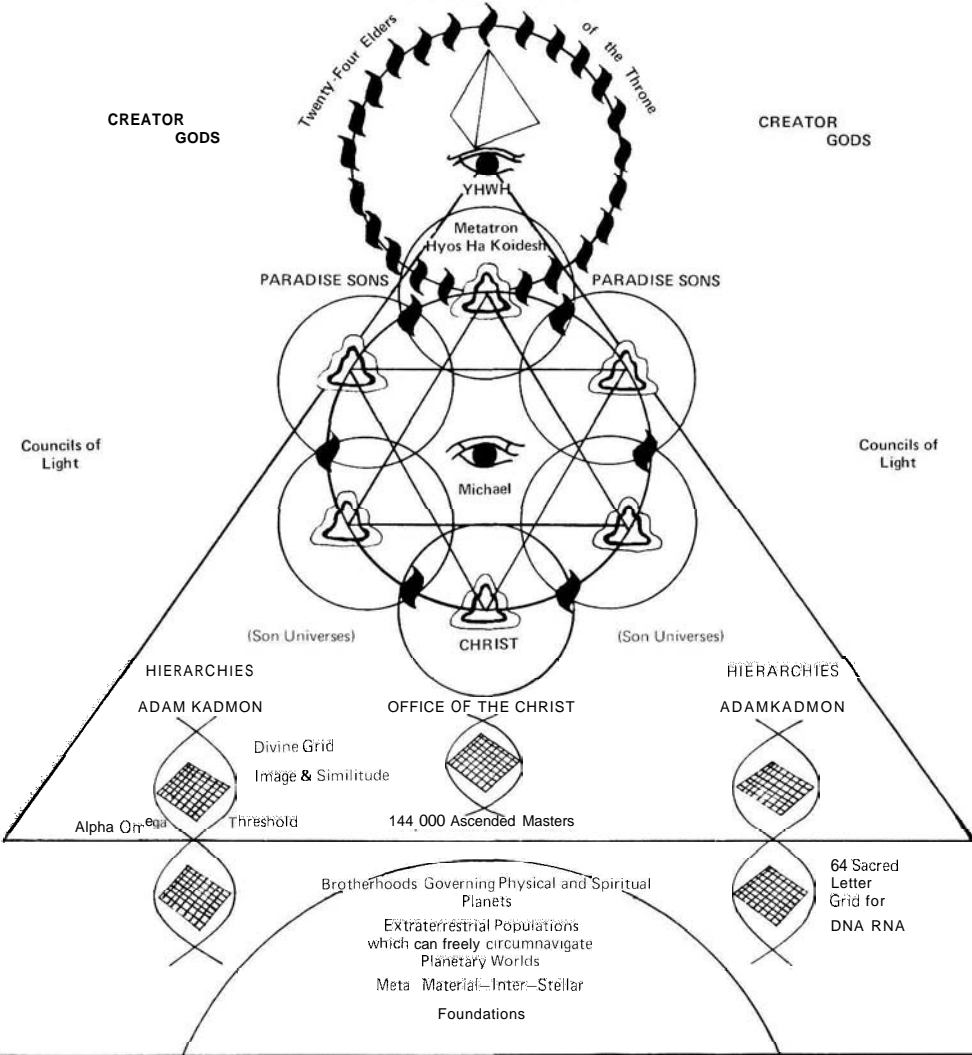 Twenty-Four Elders of the Throne
CREATOR
GODS
CREATOR
GODS
YHWH
Metatron
Hyos Ha Koidesh
PARADISE SONS
PARADISE SONS
Councils of
Light
Councils of
Light
Michael
(Son Universes)
CHRIST
(Son Universes)
HIERARCHIES
HIERARCHIES
ADAM KADMON
OFFICE OF THE CHRIST
ADAMKADMON
Divine Grid
Image & Similitude
Alpha Omega Threshold
144 000 Ascended Masters
Brotherhoods Governing Physical and Spiritual
Planets
Extraterrestrial Populations
which can freely circumnavigate
Planetary Worlds
Meta Material-Inter-Stellar
Foundations
64 Sacred
Letter
Grid for
DNA RNA